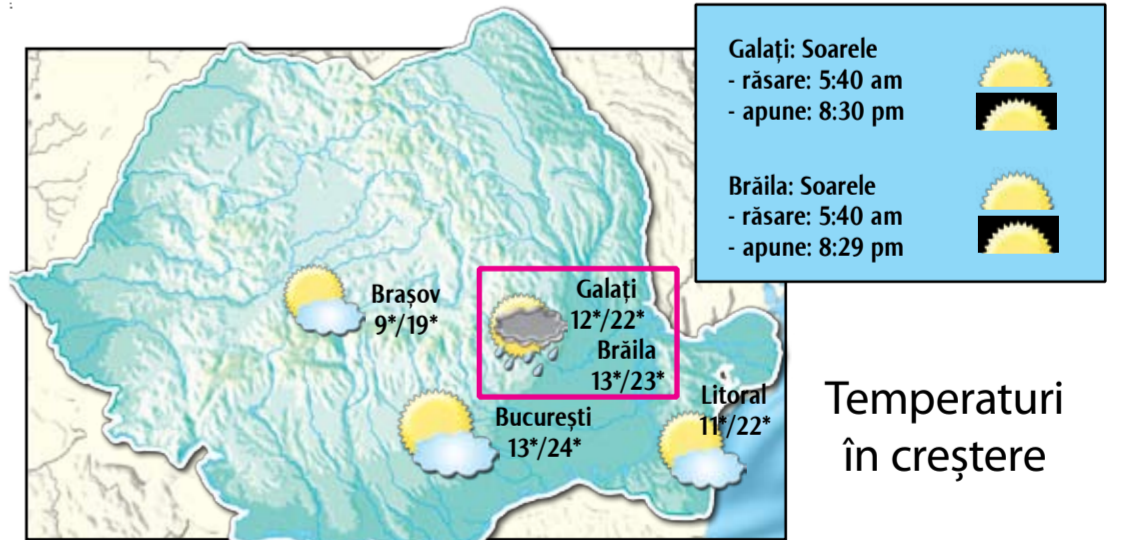 Galați: Soarele
- răsare: 5:40 am
- apune: 8:30 pm
Brăila: Soarele
- răsare: 5:40 am
- apune: 8:29 pm
Brașov
9*/19*
Galați
12*/22*
Brăila
13*/23*
Litoral
11*/22*
București
13*/24*
Temperaturi
în creștere